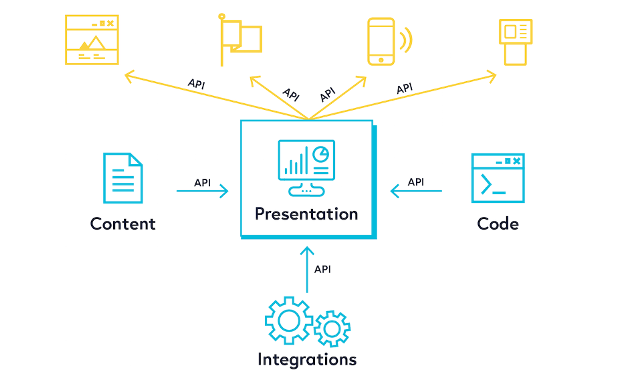 API
API
API
API
API
API
Content
Presentation
Code
API
Integrations